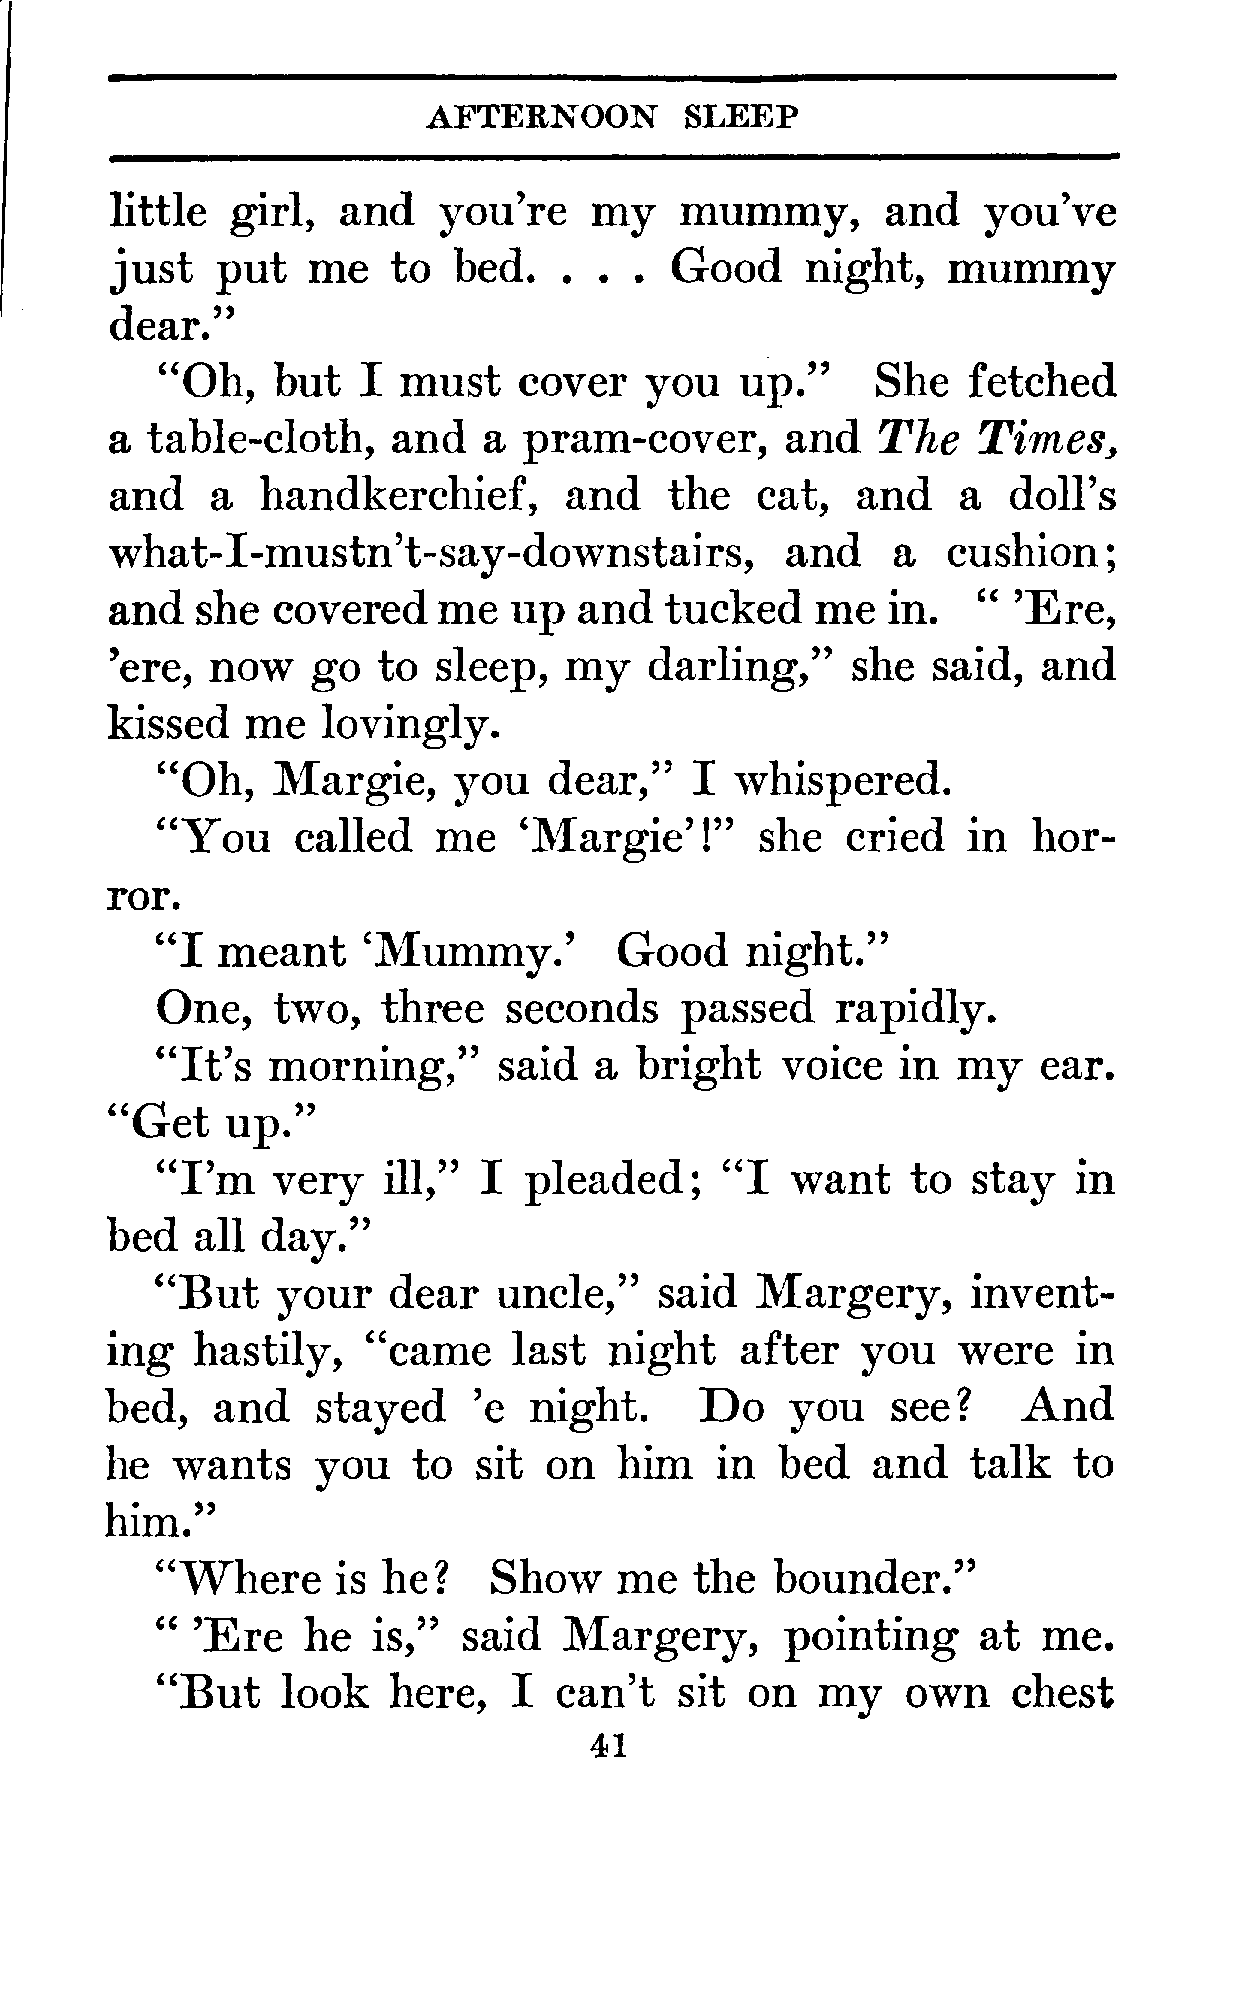 AFTERNOON SLEEP
little girl, and you're my mummy, and you've
just put me to bed. . . . Good night, mummy
dear."
"Oh, but I must cover you up." She fetched
a table-cloth, and a pram-cover, and The Times,
and a handkerchief, and the cat, and a doll's
what-I-mustn't-say-downstairs, and a cushion;
and she covered me up and tucked me in. " 'Ere,
'ere, now go to sleep, my darling," she said, and
kissed me lovingly.
"Oh, Margie, you dear," I whispered.
"You called me 'Margie'!" she cried in hor-
ror.
"I meant 'Mummy.' Good night."
One, two, three seconds passed rapidly.
"It's morning," said a bright voice in my ear.
"Get up."
"I'm very ill," I pleaded; "I want to stay in
bed all day."
"But your dear uncle," said Margery, invent-
ing hastily, "came last night after you were in
bed, and stayed 'e night. Do you see? And
he wants you to sit on him in bed and talk to
him."
"Where is he? Show me the bounder."
" 'Ere he is," said Margery, pointing at me.
"But look here, I can't sit on my own chest
41